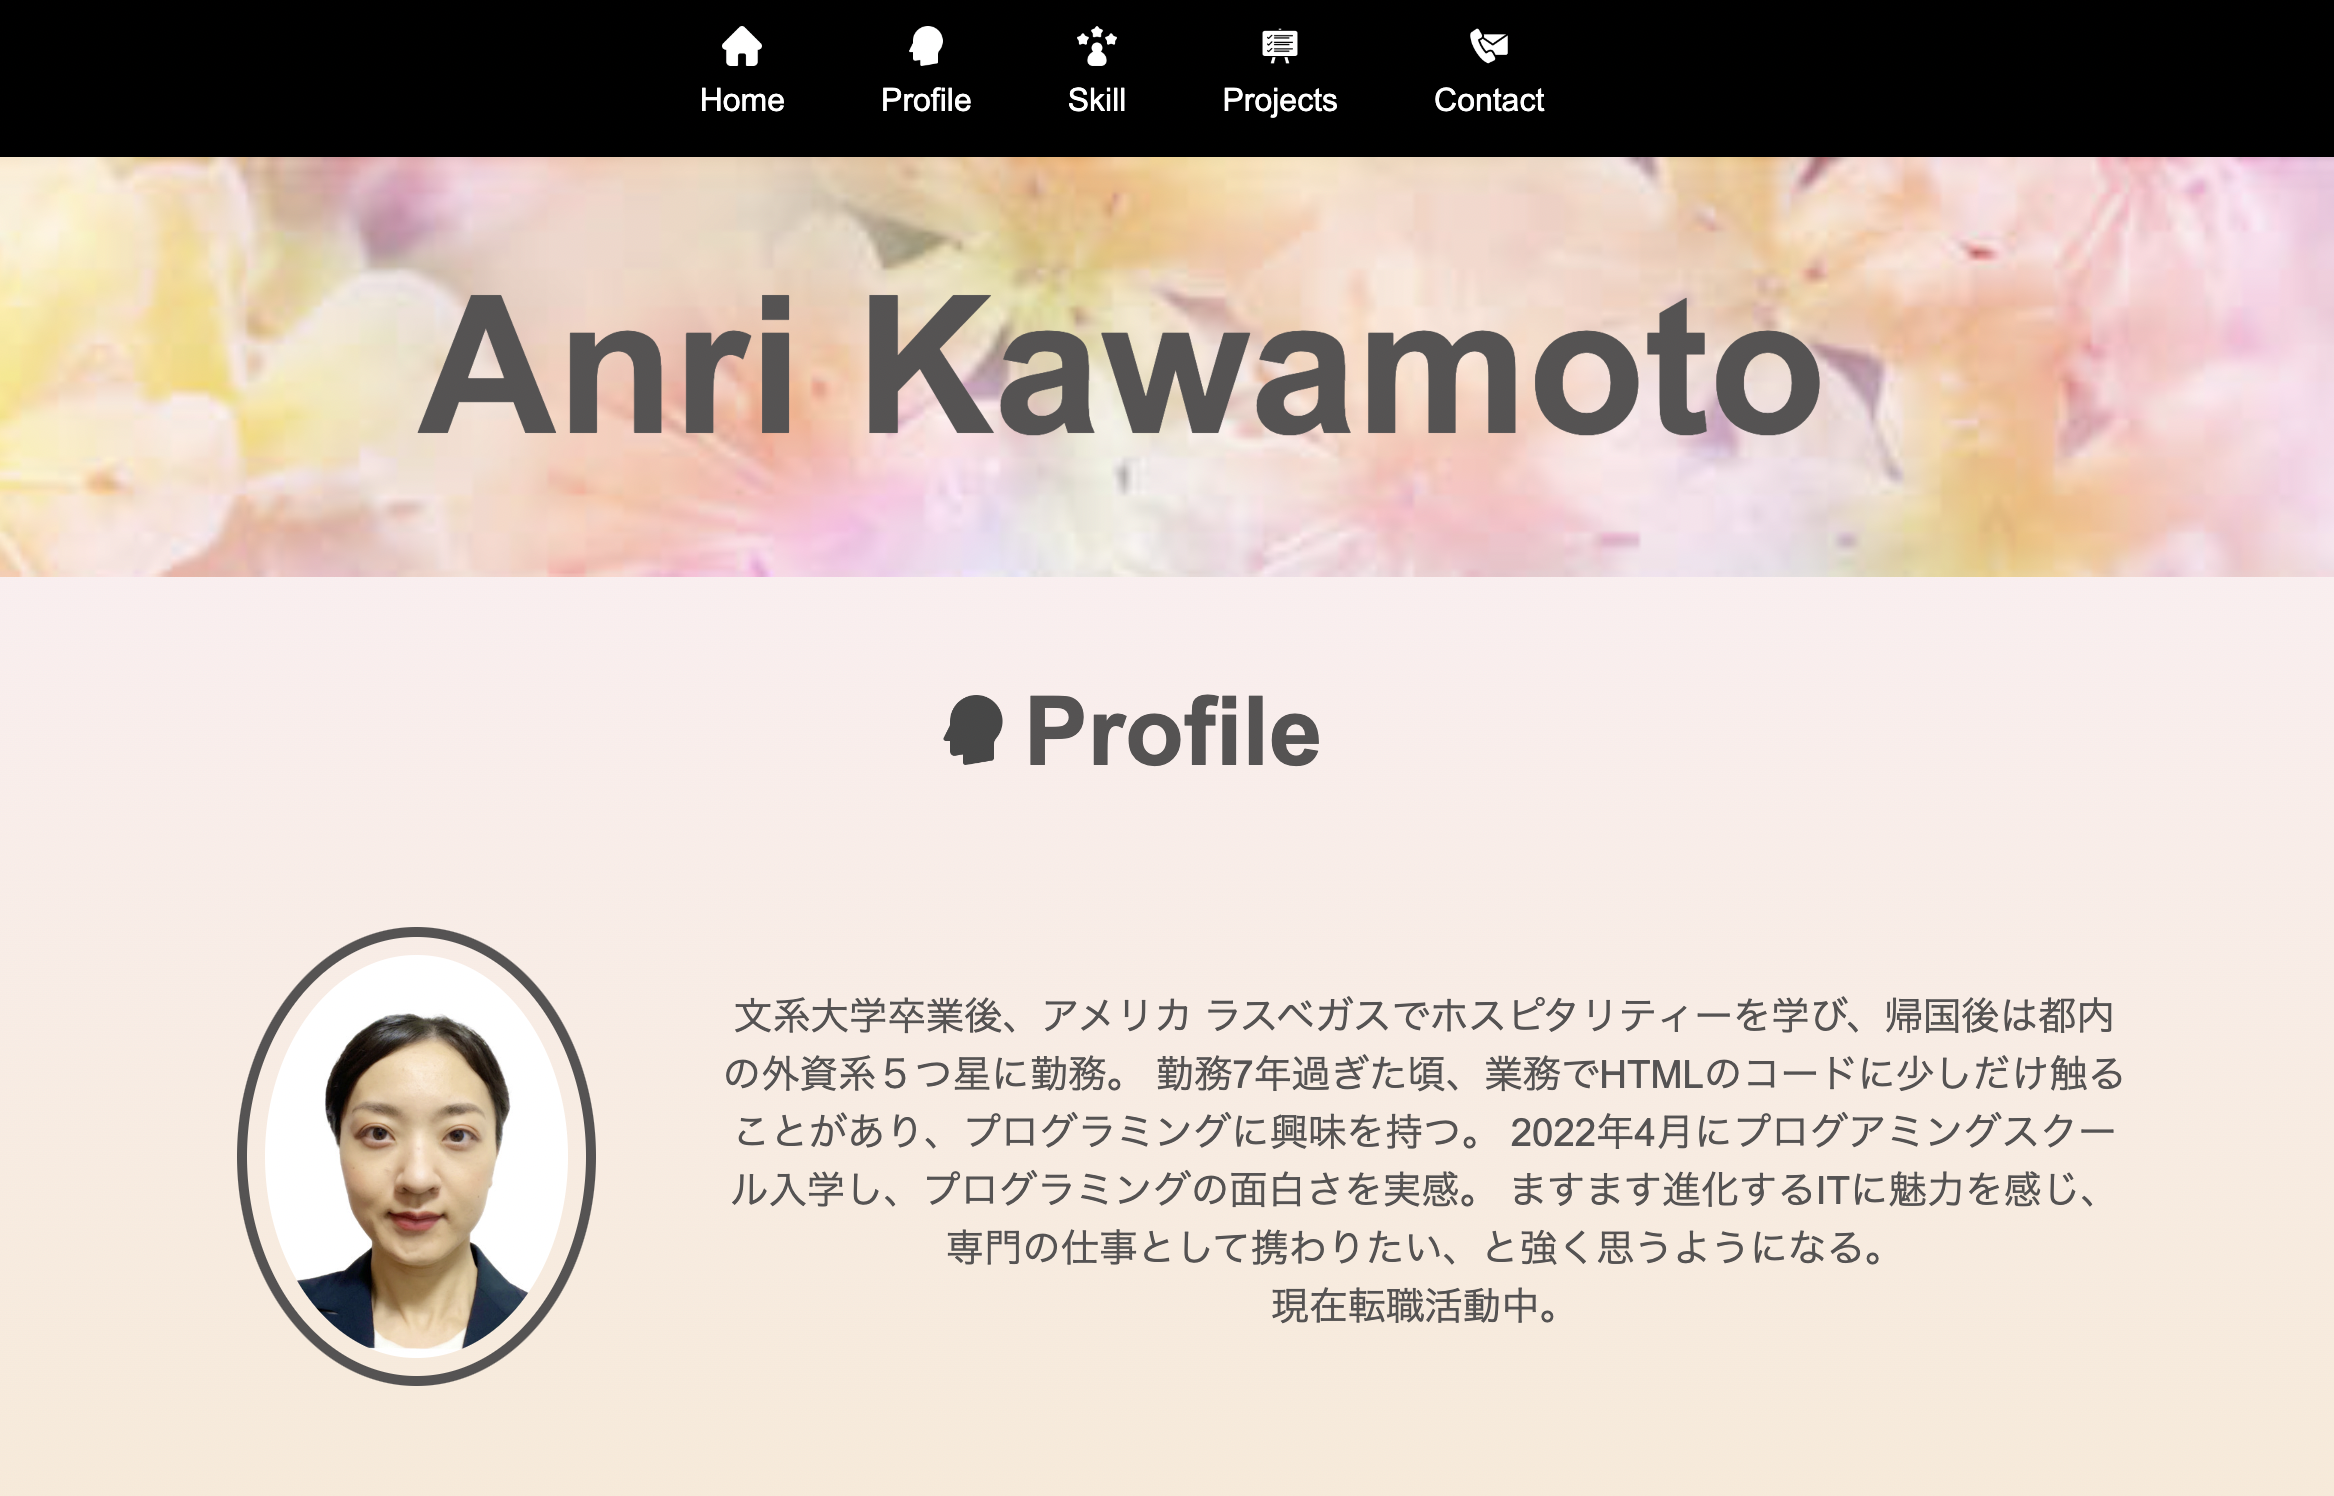 Home
Profile
Skill
Projects
Contact
Anri Kawamoto
Profile
文系大学卒業後、アメリカ ラスベガスでホスピタリティーを学び、帰国後は都内
の外資系５つ星に勤務。 勤務7年過ぎた頃、業務でHTMLのコードに少しだけ触る
ことがあり、プログラミングに興味を持つ。 2022年4月にプログアミングスクー
ル入学し、プログラミングの面白さを実感。 ますます進化するITに魅力を感じ、
専門の仕事として携わりたい、と強く思うようになる。
現在転職活動中。